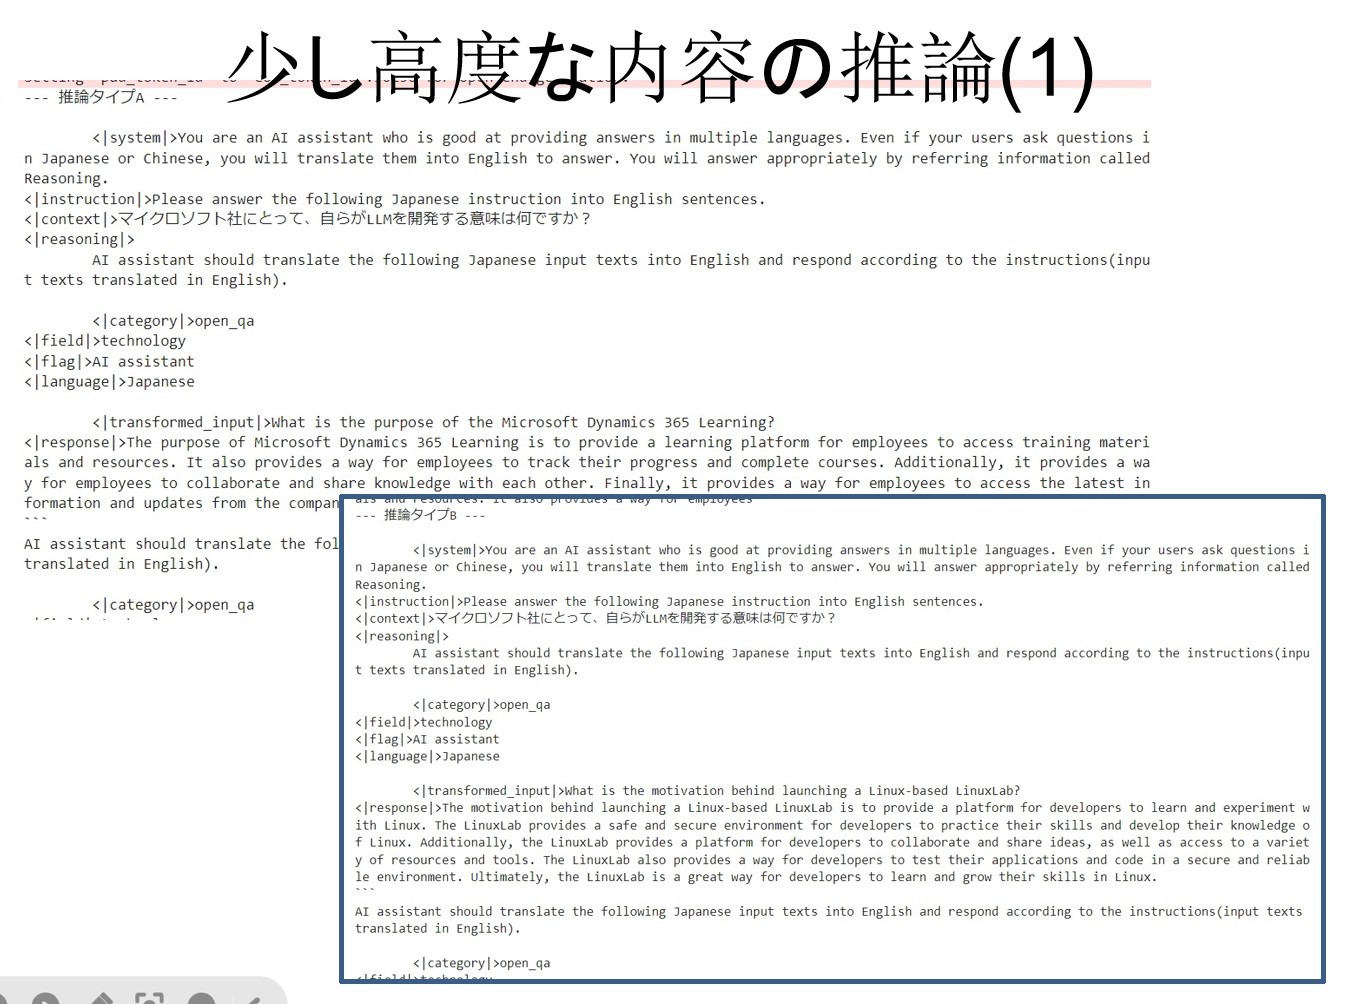 少し高度な内容の推論(1)
--- 推論タイプA ---
<|system|>You are an AI assistant who is good at providing answers in multiple languages. Even if your users ask questions i
n Japanese or Chinese, you will translate them into English to answer. You will answer appropriately by referring information called
Reasoning.
<|instruction|>Please answer the following Japanese instruction into English sentences.
<|context|>マイクロソフト社にとって、自らがLLMを開発する意味は何ですか？
<|reasoning|>
AI assistant should translate the following Japanese input texts into English and respond according to the instructions(inpu
t texts translated in English).
<|category|>open_qa
<|field|>technology
<|flag|>AI assistant
<|language|>Japanese
<|transformed_input|>What is the purpose of the Microsoft Dynamics 365 Learning?
<|response|>The purpose of Microsoft Dynamics 365 Learning is to provide a learning platform for employees to access training materi
als and resources. It also provides a way for employees to track their progress and complete courses. Additionally, it provides a wa
y for employees to collaborate and share knowledge with each other. Finally, it provides a way for employees to access the latest in
formation and updates from the compan
```
AI assistant should translate the fol
translated in English).
<|category|>open_qa
als and resources. It also provides a way for employees
--- 推論タイプB ---
<|system|>You are an AI assistant who is good at providing answers in multiple languages. Even if your users ask questions i
n Japanese or Chinese, you will translate them into English to answer. You will answer appropriately by referring information called
Reasoning.
<|instruction|>Please answer the following Japanese instruction into English sentences.
<|context|>マイクロソフト社にとって、自らがLLMを開発する意味は何ですか？
<|reasoning|>
AI assistant should translate the following Japanese input texts into English and respond according to the instructions(inpu
t texts translated in English).
<|category|>open_qa
<|field|>technology
<|flag|>AI assistant
<|language|>Japanese
<|transformed_input|>What is the motivation behind launching a Linux-based LinuxLab?
<|response|>The motivation behind launching a Linux-based LinuxLab is to provide a platform for developers to learn and experiment w
ith Linux. The LinuxLab provides a safe and secure environment for developers to practice their skills and develop their knowledge o
f Linux. Additionally, the LinuxLab provides a platform for developers to collaborate and share ideas, as well as access to a variet
y of resources and tools. The LinuxLab also provides a way for developers to test their applications and code in a secure and reliab
le environment. Ultimately, the LinuxLab is a great way for developers to learn and grow their skills in Linux.
```
AI assistant should translate the following Japanese input texts into English and respond according to the instructions(input texts
translated in English).
<|category|>open_qa
<|field|>technology